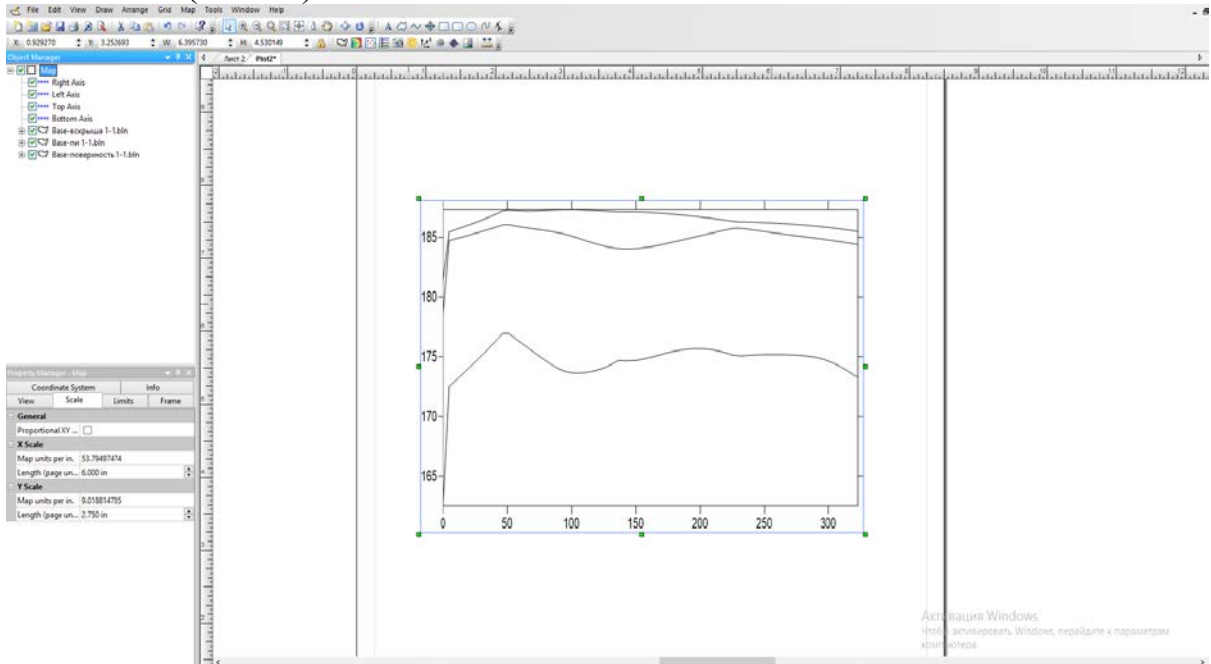 File Edit View Draw Arrange Grid Map Tools Window Help
X: 0.929270 Y: 3.252693 W: 6.395730 H: 4.530149
Object Manager
Лист 2 Plot2*
Map
Right Axis
Left Axis
Top Axis
Bottom Axis
Base-вскрыша 1-1.bln
Base-пи 1-1.bln
Base-поверхность 1-1.bln
185
180
175
170
165
0 50 100 150 200 250 300
Property Manager - Map
Coordinate System Info
View Scale Limits Frame
General
Proportional XY ...
X Scale
Map units per in. 53.79497474
Length (page un... 6.000 in
Y Scale
Map units per in. 9.018814795
Length (page un... 2.750 in
Активация Windows
Чтобы активировать Windows, перейдите к параметрам
компьютера.